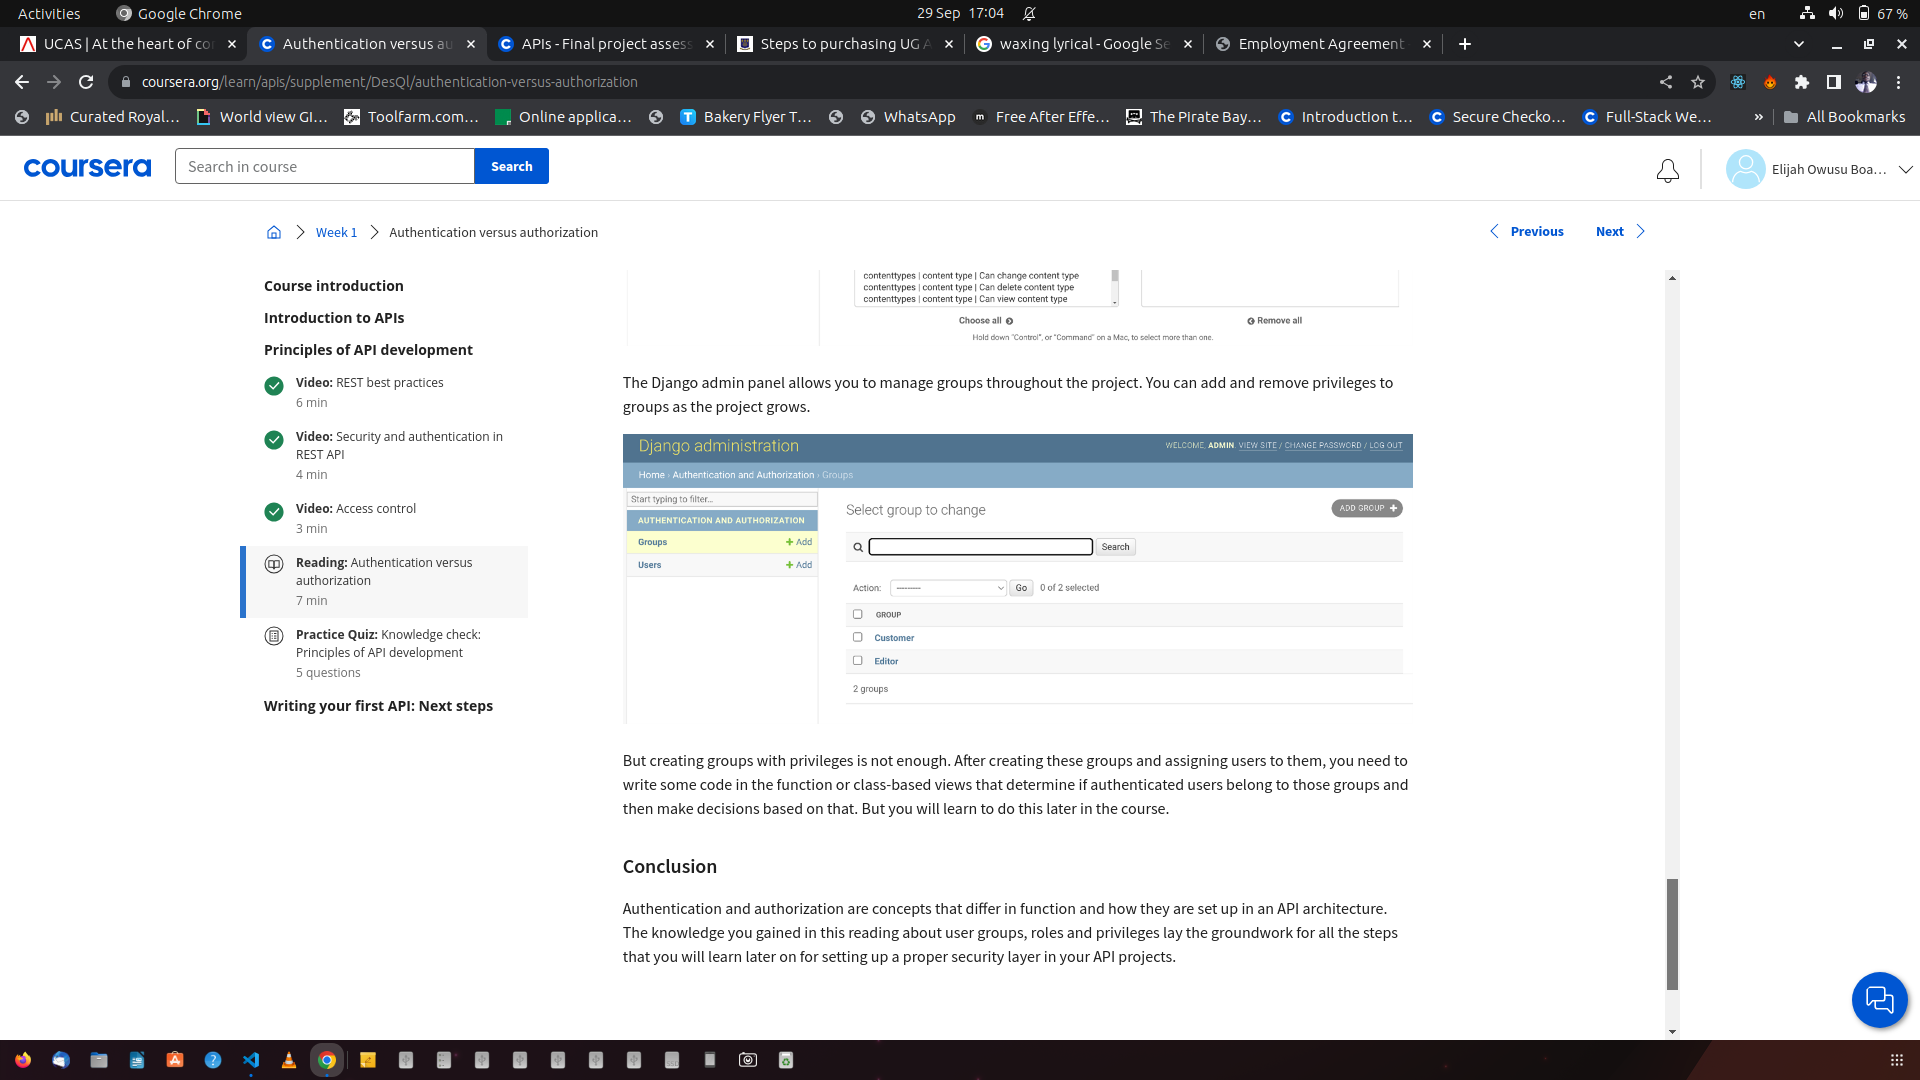 Activities
Google Chrome
29 Sep 17:04
en
67 %
UCAS | At the heart of co
Authentication versus au
APIs - Final project assess
Steps to purchasing UG A
waxing lyrical - Google Se
Employment Agreement
coursera.org/learn/apis/supplement/DesQl/authentication-versus-authorization
Curated Royal…
World view GI…
Toolfarm.com…
Online applica…
Bakery Flyer T…
WhatsApp
Free After Effe…
The Pirate Bay…
Introduction t…
Secure Checko…
Full-Stack We…
»
All Bookmarks
coursera
Search in course
Search
Elijah Owusu Boa…
Week 1
Authentication versus authorization
Previous
Next
Course introduction
Introduction to APIs
Principles of API development
Video: REST best practices
6 min
Video: Security and authentication in
REST API
4 min
Video: Access control
3 min
Reading: Authentication versus
authorization
7 min
Practice Quiz: Knowledge check:
Principles of API development
5 questions
Writing your first API: Next steps
contenttypes | content type | Can change content type
contenttypes | content type | Can delete content type
contenttypes | content type | Can view content type
Choose all
Remove all
Hold down "Control", or "Command" on a Mac, to select more than one.
The Django admin panel allows you to manage groups throughout the project. You can add and remove privileges to
groups as the project grows.
Django administration
WELCOME, ADMIN. VIEW SITE / CHANGE PASSWORD / LOG OUT
Home › Authentication and Authorization › Groups
Start typing to filter...
AUTHENTICATION AND AUTHORIZATION
Groups
+ Add
Users
+ Add
Select group to change
ADD GROUP +
Search
Action:
---------
Go
0 of 2 selected
GROUP
Customer
Editor
2 groups
But creating groups with privileges is not enough. After creating these groups and assigning users to them, you need to
write some code in the function or class-based views that determine if authenticated users belong to those groups and
then make decisions based on that. But you will learn to do this later in the course.
Conclusion
Authentication and authorization are concepts that differ in function and how they are set up in an API architecture.
The knowledge you gained in this reading about user groups, roles and privileges lay the groundwork for all the steps
that you will learn later on for setting up a proper security layer in your API projects.